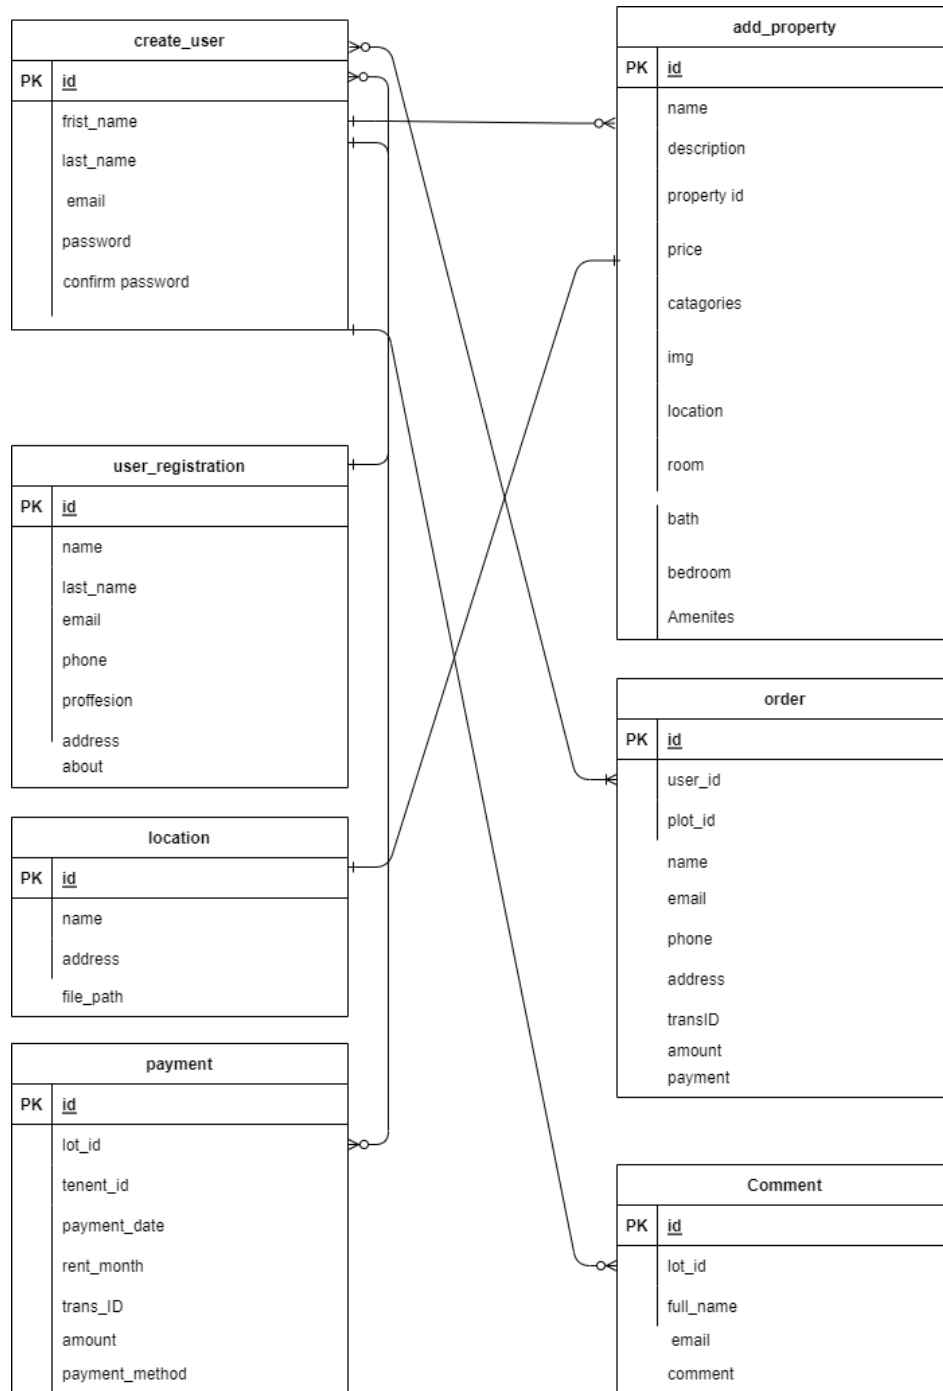 create_user
PK id
frist_name
last_name
email
password
confirm password
user_registration
PK id
name
last_name
email
phone
proffesion
address
about
location
PK id
name
address
file_path
payment
PK id
lot_id
tenent_id
payment_date
rent_month
trans_ID
amount
payment_method
add_property
PK id
name
description
property id
price
catagories
img
location
room
bath
bedroom
Amenites
order
PK id
user_id
plot_id
name
email
phone
address
transID
amount
payment
Comment
PK id
lot_id
full_name
email
comment